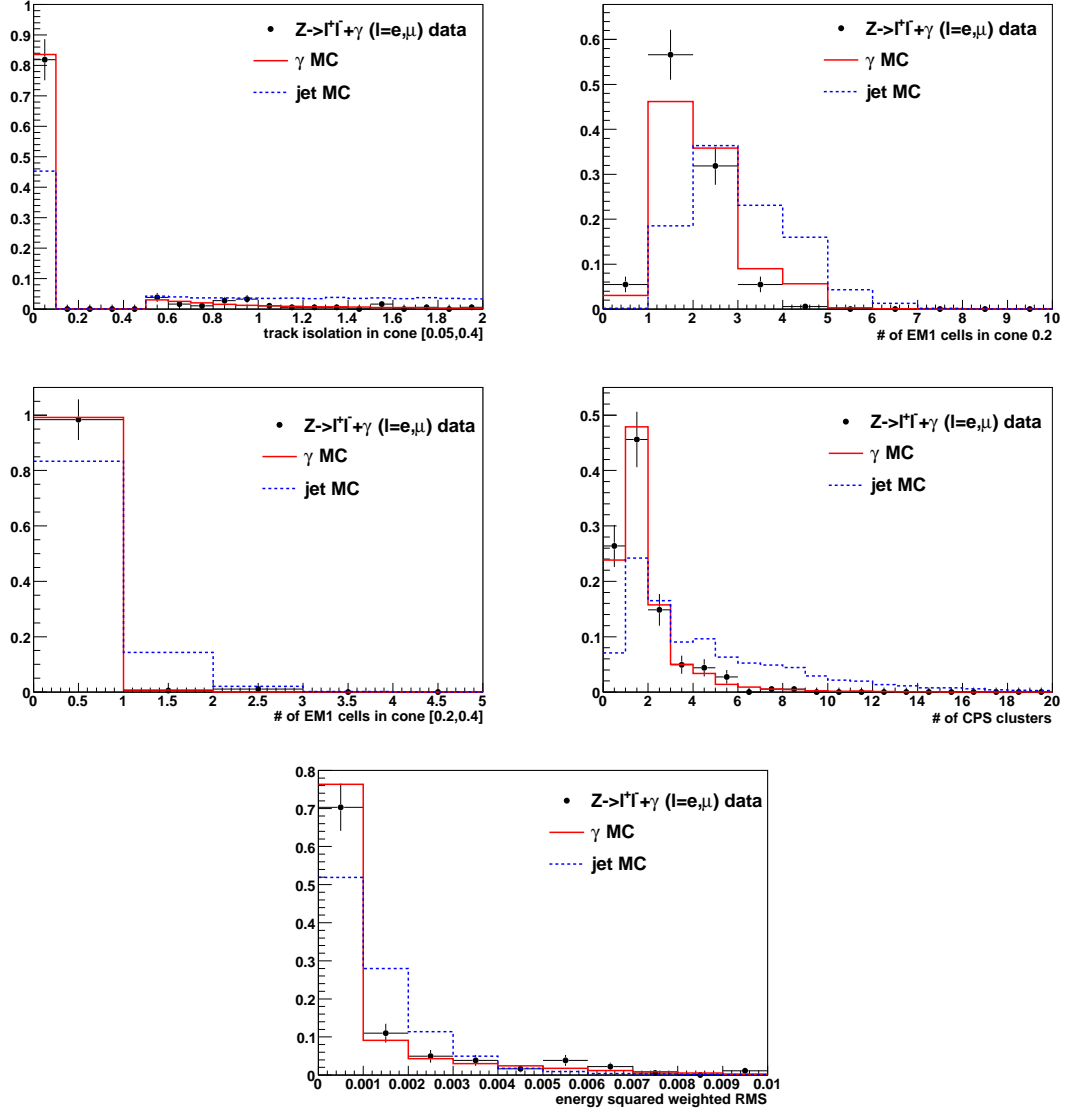 Z->l+l-+γ (l=e,μ) data
γ MC
jet MC
1
0.9
0.8
0.7
0.6
0.5
0.4
0.3
0.2
0.1
0
0 0.2 0.4 0.6 0.8 1 1.2 1.4 1.6 1.8 2
track isolation in cone [0.05,0.4]
Z->l+l-+γ (l=e,μ) data
γ MC
jet MC
0.6
0.5
0.4
0.3
0.2
0.1
0
0 1 2 3 4 5 6 7 8 9 10
# of EM1 cells in cone 0.2
Z->l+l-+γ (l=e,μ) data
γ MC
jet MC
1
0.8
0.6
0.4
0.2
0
0 0.5 1 1.5 2 2.5 3 3.5 4 4.5 5
# of EM1 cells in cone [0.2,0.4]
Z->l+l-+γ (l=e,μ) data
γ MC
jet MC
0.5
0.4
0.3
0.2
0.1
0
0 2 4 6 8 10 12 14 16 18 20
# of CPS clusters
Z->l+l-+γ (l=e,μ) data
γ MC
jet MC
0.8
0.7
0.6
0.5
0.4
0.3
0.2
0.1
0
0 0.001 0.002 0.003 0.004 0.005 0.006 0.007 0.008 0.009 0.01
energy squared weighted RMS